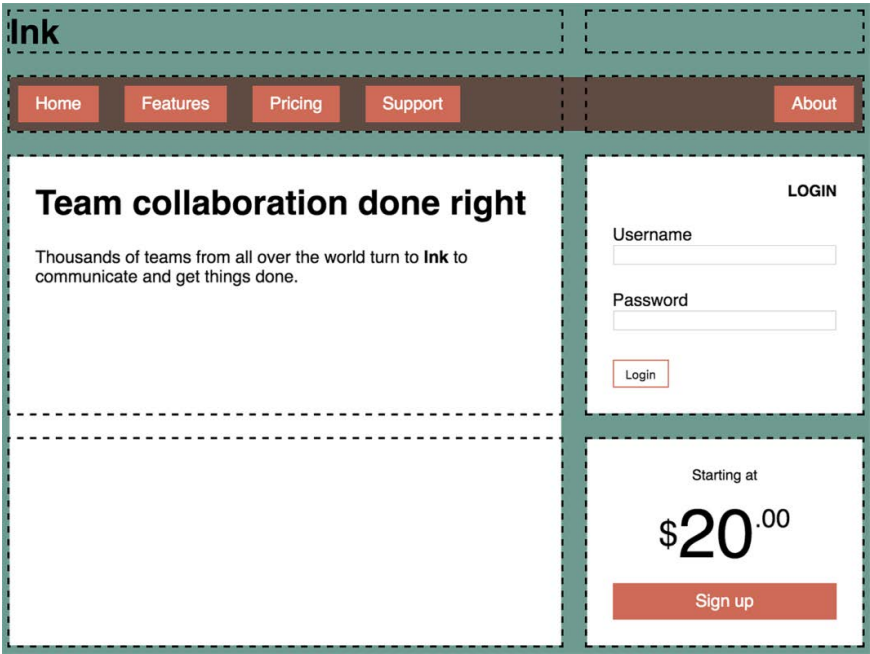 Ink
Home Features Pricing Support About
Team collaboration done right
Thousands of teams from all over the world turn to Ink to
communicate and get things done.
LOGIN
Username
Password
Login
Starting at
$20.00
Sign up